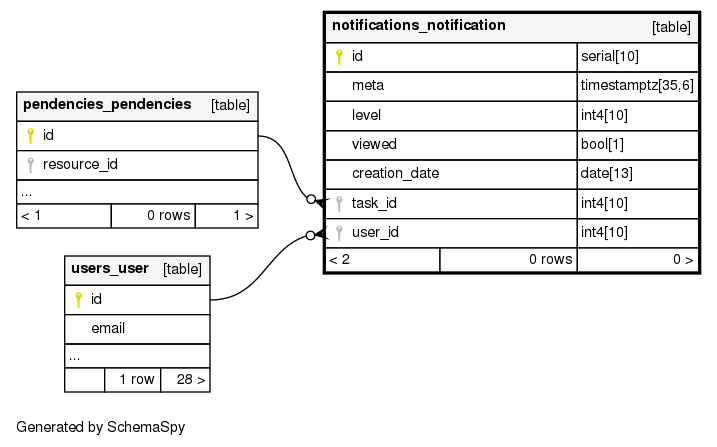 notifications_notification [table]
id serial[10]
meta timestamptz[35,6]
level int4[10]
viewed bool[1]
creation_date date[13]
task_id int4[10]
user_id int4[10]
< 2 0 rows 0 >
pendencies_pendencies [table]
id
resource_id
...
< 1 0 rows 1 >
users_user [table]
id
email
...
1 row 28 >
Generated by SchemaSpy